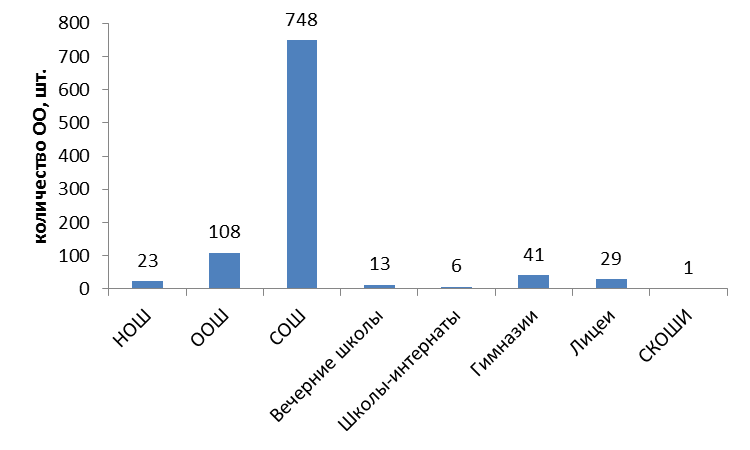 количество ОО, шт.
800
700
600
500
400
300
200
100
0
23
108
748
13
6
41
29
1
НОШ
ООШ
СОШ
Вечерние школы
Школы-интернаты
Гимназии
Лицеи
СКОШИ